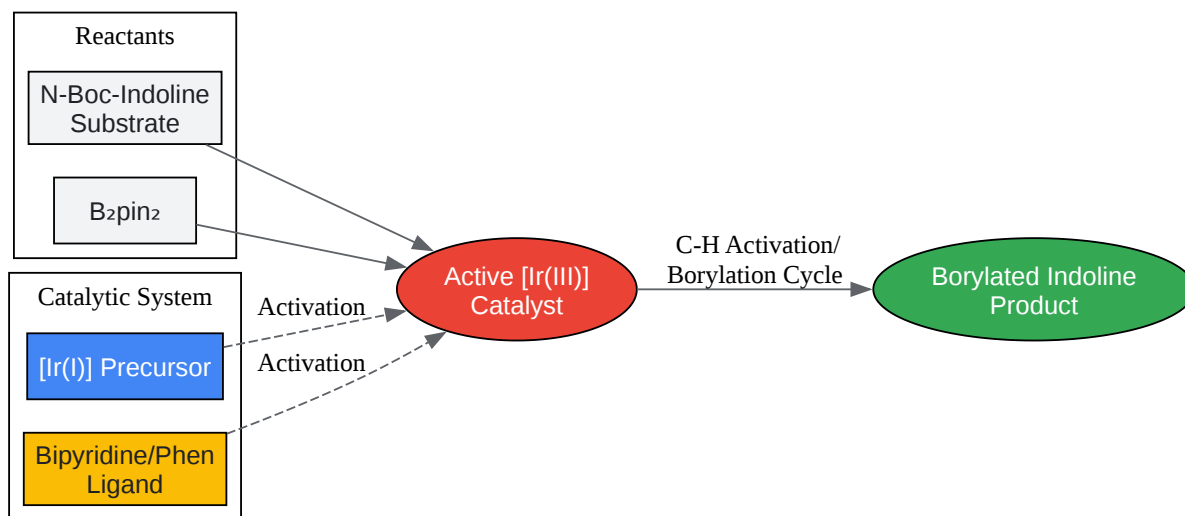 Reactants
N-Boc-Indoline
Substrate
B₂pin₂
Catalytic System
[Ir(I)] Precursor
Bipyridine/Phen
Ligand
Activation
Activation
Active [Ir(III)]
Catalyst
C-H Activation/
Borylation Cycle
Borylated Indoline
Product